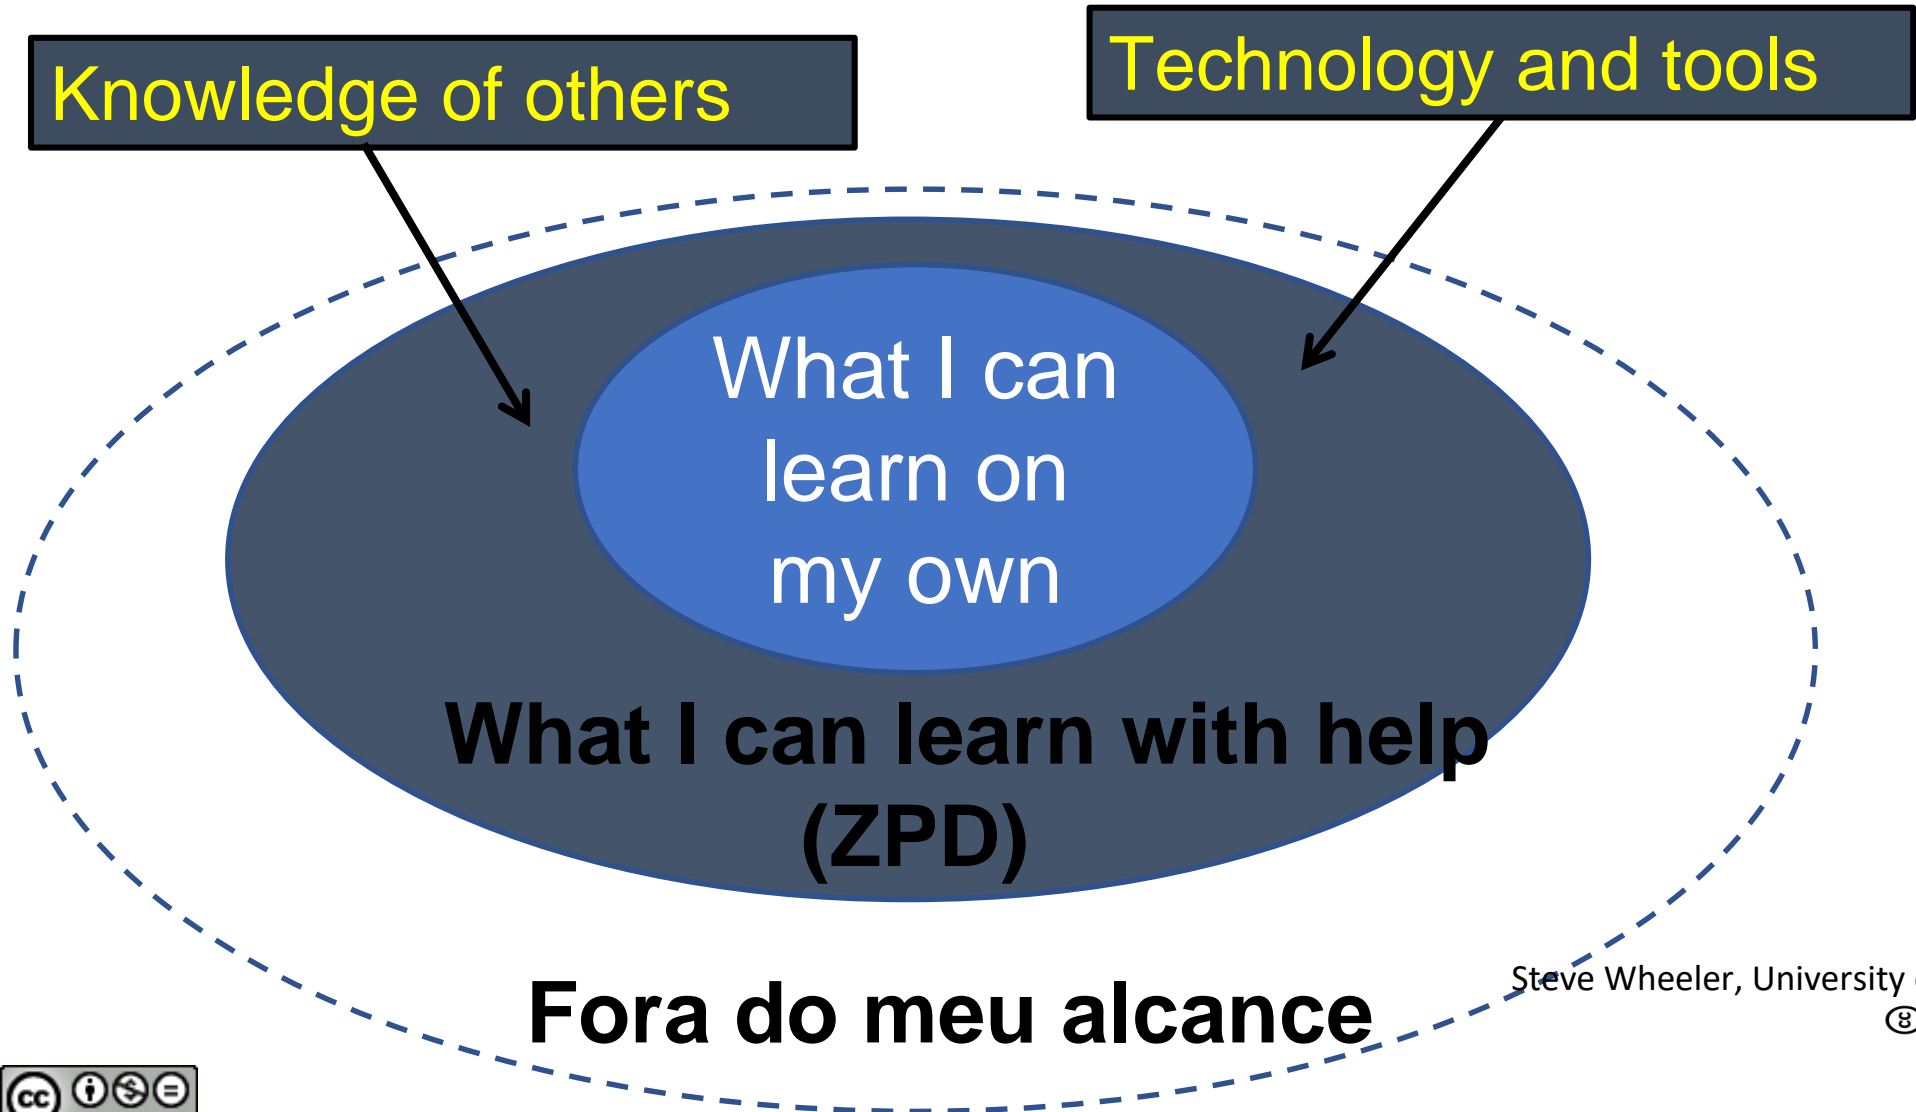 Knowledge of others
Technology and tools
What I can
learn on
my own
What I can learn with help
(ZPD)
Fora do meu alcance
Steve Wheeler, University
cc